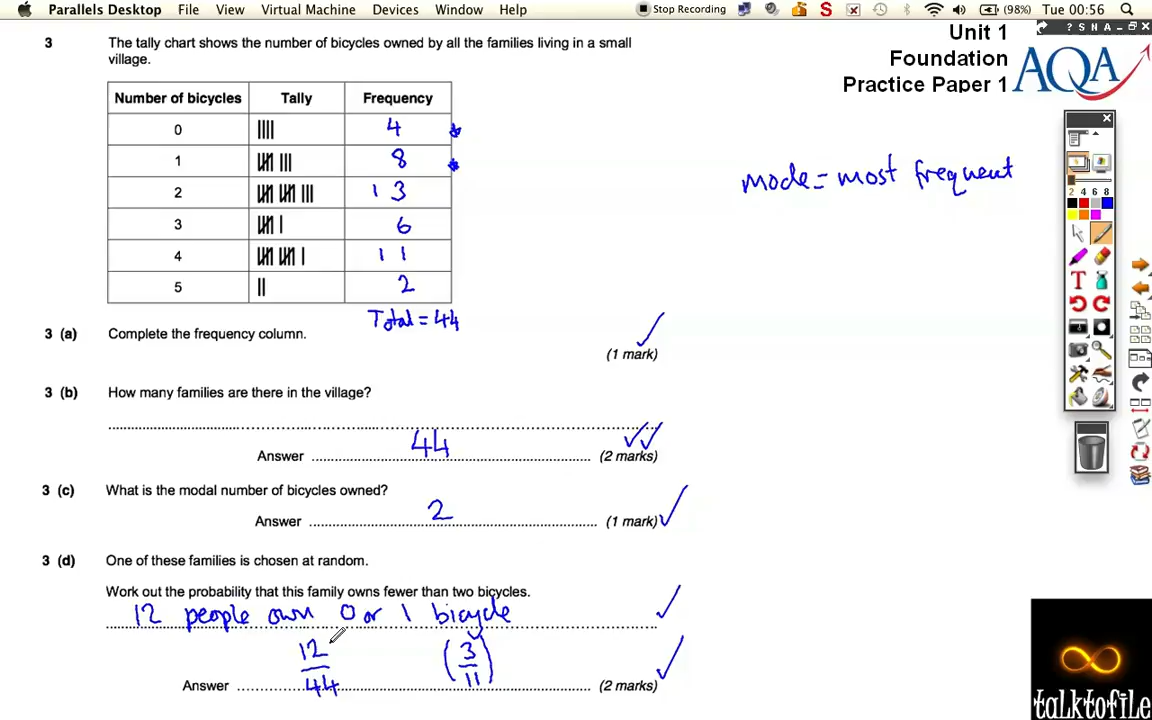 Parallels Desktop File View Virtual Machine Devices Window Help Stop Recording S (98%) Tue 00:56
? S N A
Unit 1
Foundation
Practice Paper 1
AQA
3 The tally chart shows the number of bicycles owned by all the families living in a small
village.
Number of bicycles Tally Frequency
0 4
1 8
2 13
3 6
4 11
5 2
Total = 44
mode = most frequent
2 4 6 8
T
3 (a) Complete the frequency column.
(1 mark)
3 (b) How many families are there in the village?
Answer 44 (2 marks)
3 (c) What is the modal number of bicycles owned?
Answer 2 (1 mark)
3 (d) One of these families is chosen at random.
Work out the probability that this family owns fewer than two bicycles.
12 people own 0 or 1 bicycle
Answer 12/44 (3/11) (2 marks)
talktofile